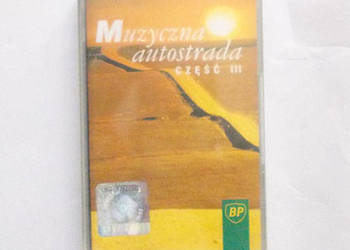 Muzyczna
autostrada
CZĘŚĆ III
BP